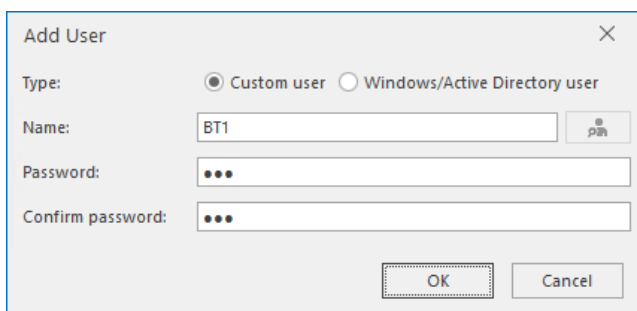 Add User
Type: Custom user Windows/Active Directory user
Name: BT1
Password: •••
Confirm password: •••
OK Cancel